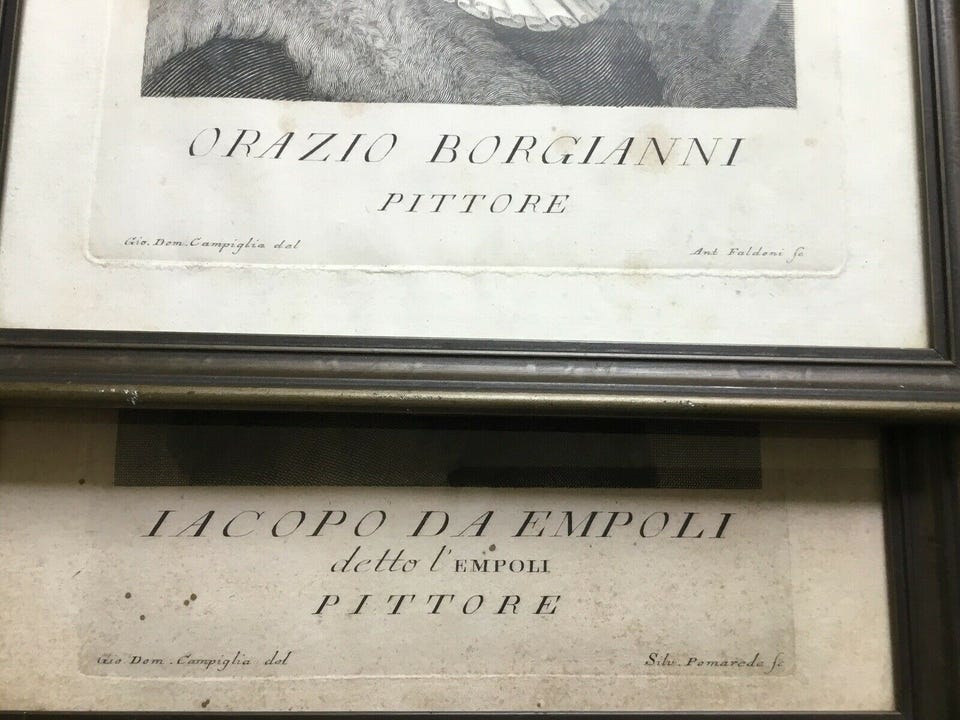 ORAZIO BORGIANNI
PITTORE
Gio. Dom. Campiglia del
Ant Faldoni sc
IACOPO DA EMPOLI
detto l'EMPOLI
PITTORE
Gio. Dom. Campiglia del
Silv. Pomarede sc